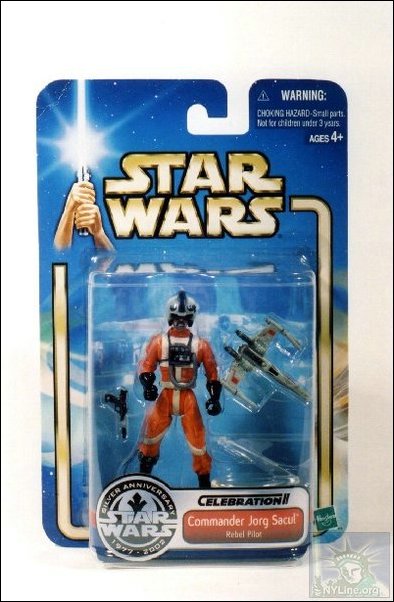 WARNING:
CHOKING HAZARD-Small parts.
Not for children under 3 years.
AGES 4+
STAR
WARS
SILVER ANNIVERSARY
STAR
WARS
1977 - 2002
CELEBRATION II
Commander Jorg Sacul™
Rebel Pilot
Hasbro
NYLine.org